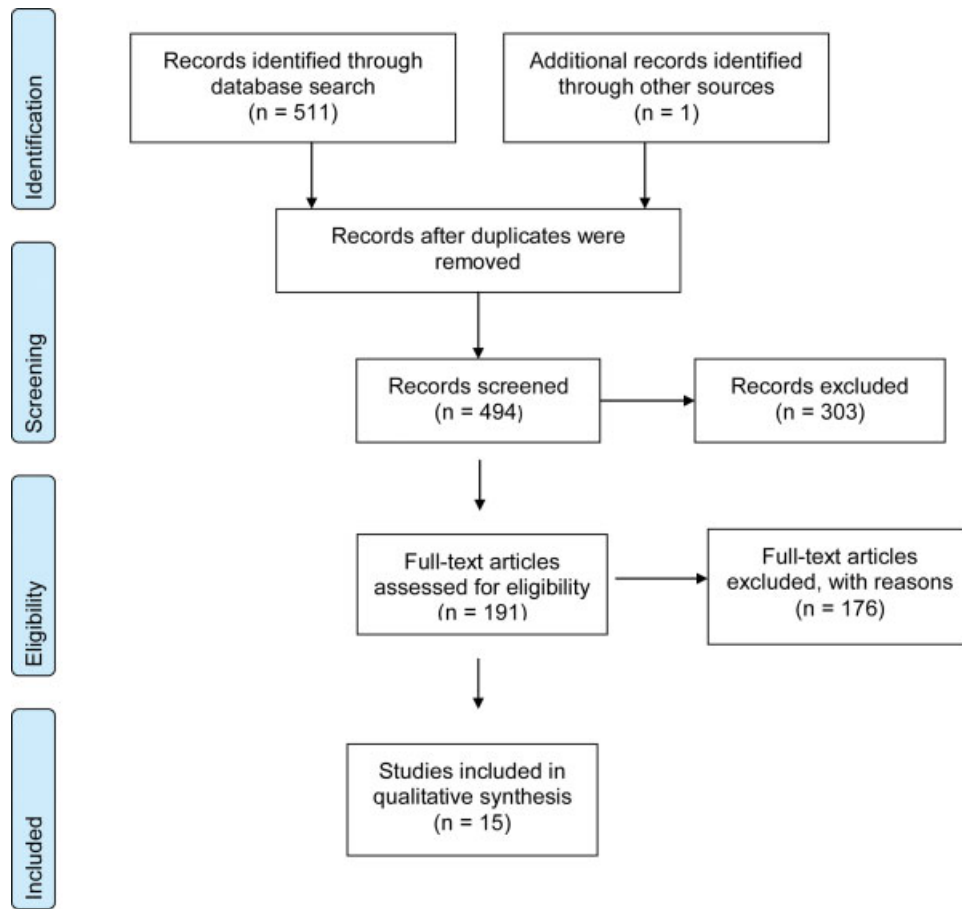 Identification
Records identified through
database search
(n = 511)
Additional records identified
through other sources
(n = 1)
Records after duplicates were
removed
Screening
Records screened
(n = 494)
Records excluded
(n = 303)
Eligibility
Full-text articles
assessed for eligibility
(n = 191)
Full-text articles
excluded, with reasons
(n = 176)
Included
Studies included in
qualitative synthesis
(n = 15)